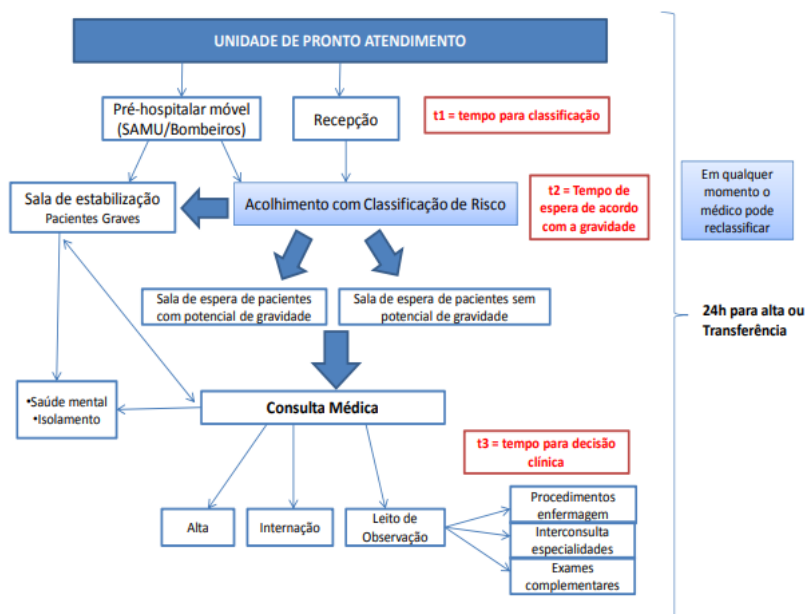 UNIDADE DE PRONTO ATENDIMENTO
Pré-hospitalar móvel
(SAMU/Bombeiros)
Recepção
t1 = tempo para classificação
Sala de estabilização
Pacientes Graves
Acolhimento com Classificação de Risco
t2 = Tempo de
espera de acordo
com a gravidade
Em qualquer
momento o
médico pode
reclassificar
Sala de espera de pacientes
com potencial de gravidade
Sala de espera de pacientes sem
potencial de gravidade
24h para alta ou
Transferência
•Saúde mental
•Isolamento
Consulta Médica
t3 = tempo para decisão
clínica
Alta
Internação
Leito de
Observação
Procedimentos
enfermagem
Interconsulta
especialidades
Exames
complementares